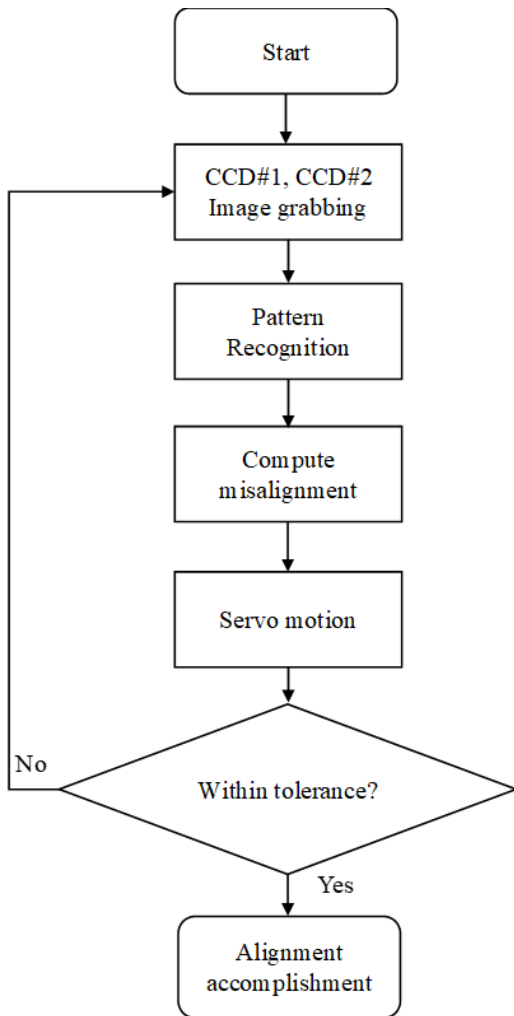 Start
CCD#1, CCD#2
Image grabbing
Pattern
Recognition
Compute
misalignment
Servo motion
Within tolerance?
No
Yes
Alignment
accomplishment